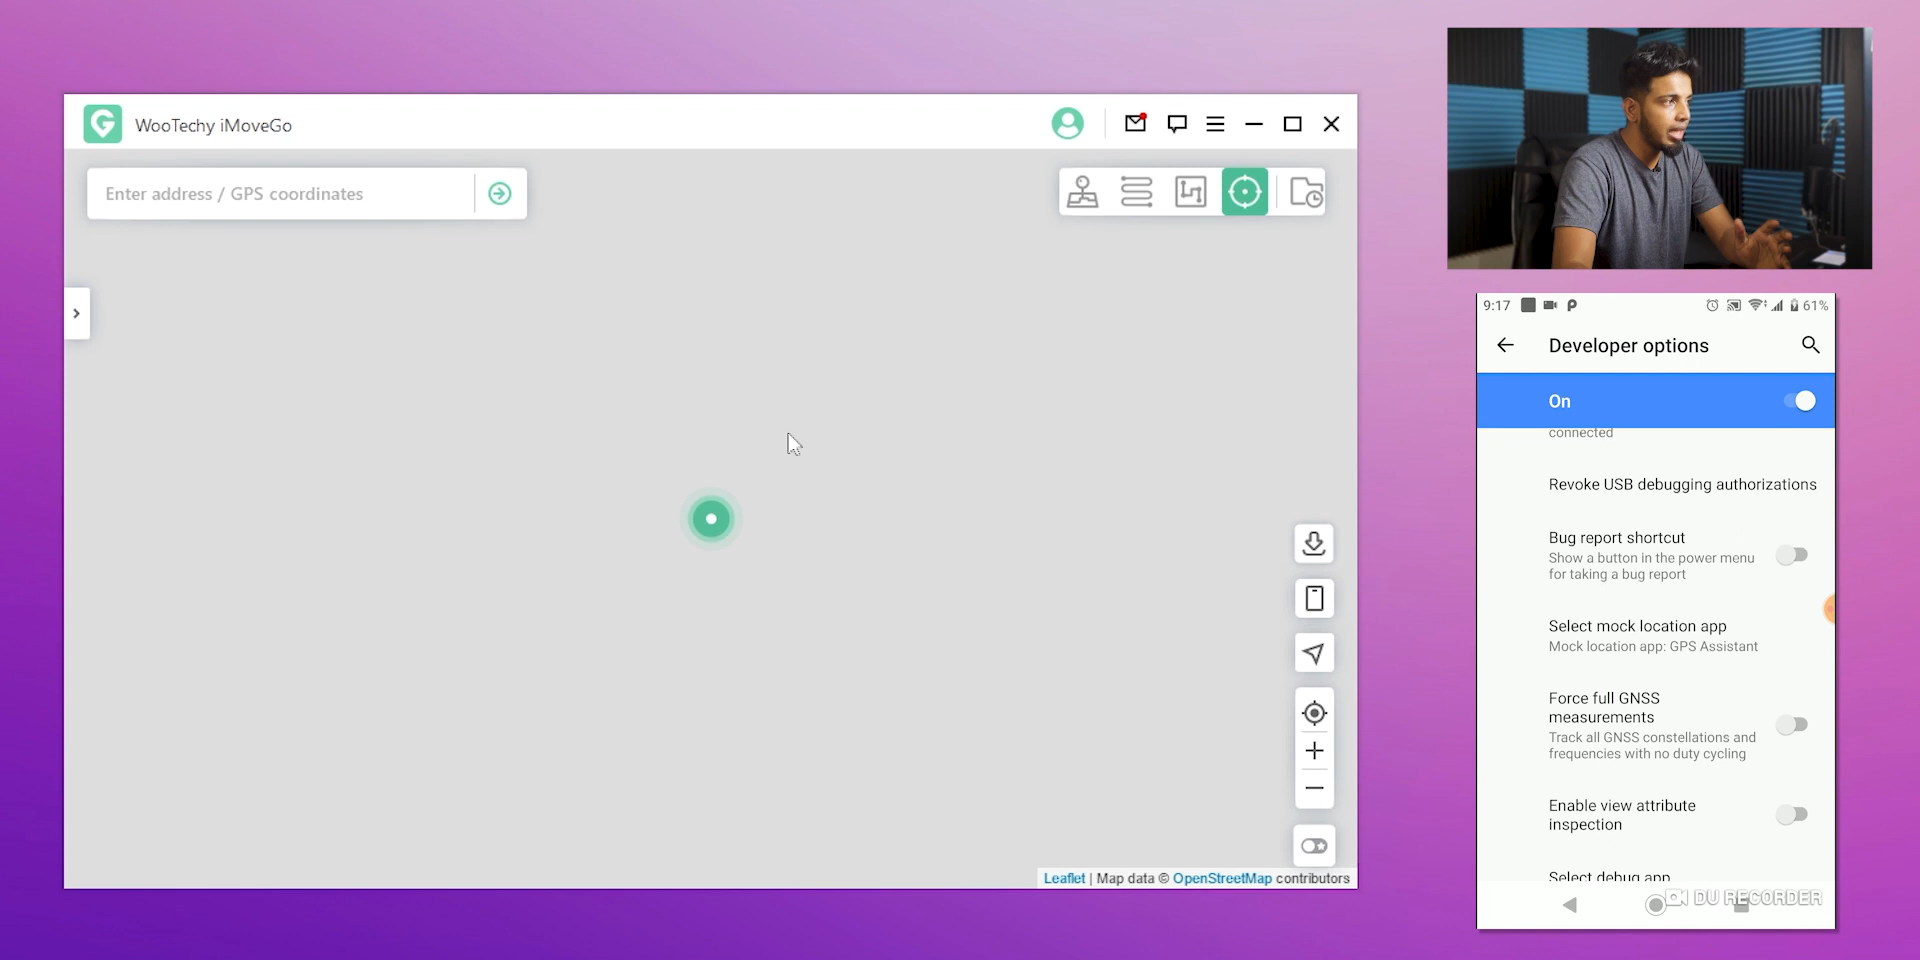 WooTechy iMoveGo
Enter address / GPS coordinates
Leaflet | Map data © OpenStreetMap contributors
9:17
61%
Developer options
On
connected
Revoke USB debugging authorizations
Bug report shortcut
Show a button in the power menu
for taking a bug report
Select mock location app
Mock location app: GPS Assistant
Force full GNSS
measurements
Track all GNSS constellations and
frequencies with no duty cycling
Enable view attribute
inspection
Select debug app
DU RECORDER